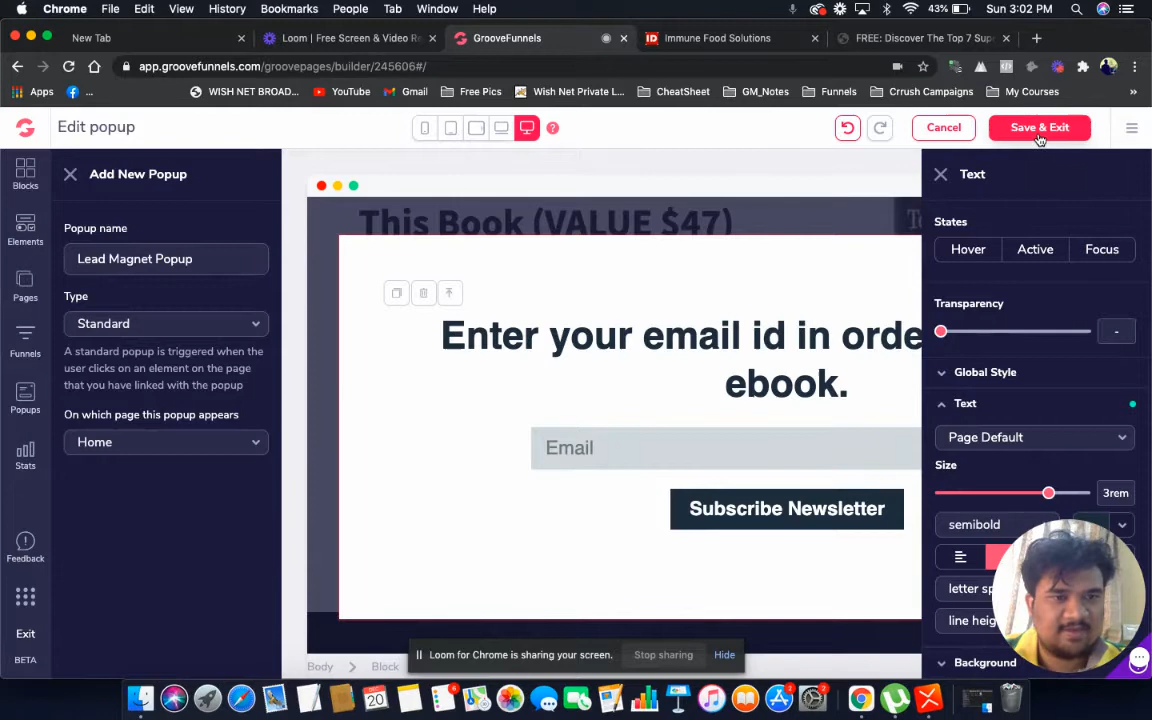 Chrome File Edit View History Bookmarks People Tab Window Help
43% Sun 3:02 PM
New Tab
Loom | Free Screen & Video R
GrooveFunnels
Immune Food Solutions
FREE: Discover The Top 7 Sup
app.groovefunnels.com/groovepages/builder/245606#/
Apps f ... WISH NET BROAD... YouTube Gmail Free Pics Wish Net Private L... CheatSheet GM_Notes Funnels Crrush Campaigns My Courses »
Edit popup
Cancel
Save & Exit
Blocks
Elements
Pages
Funnels
Popups
Stats
Feedback
Exit
BETA
Add New Popup
Popup name
Lead Magnet Popup
Type
Standard
A standard popup is triggered when the
user clicks on an element on the page
that you have linked with the popup
On which page this popup appears
Home
This Book (VALUE $47)
Enter your email id in orde
ebook.
Email
Subscribe Newsletter
Body > Block
Text
States
Hover Active Focus
Transparency
-
Global Style
Text
Page Default
Size
3rem
semibold
letter sp
line heig
Background
Loom for Chrome is sharing your screen.
Stop sharing
Hide